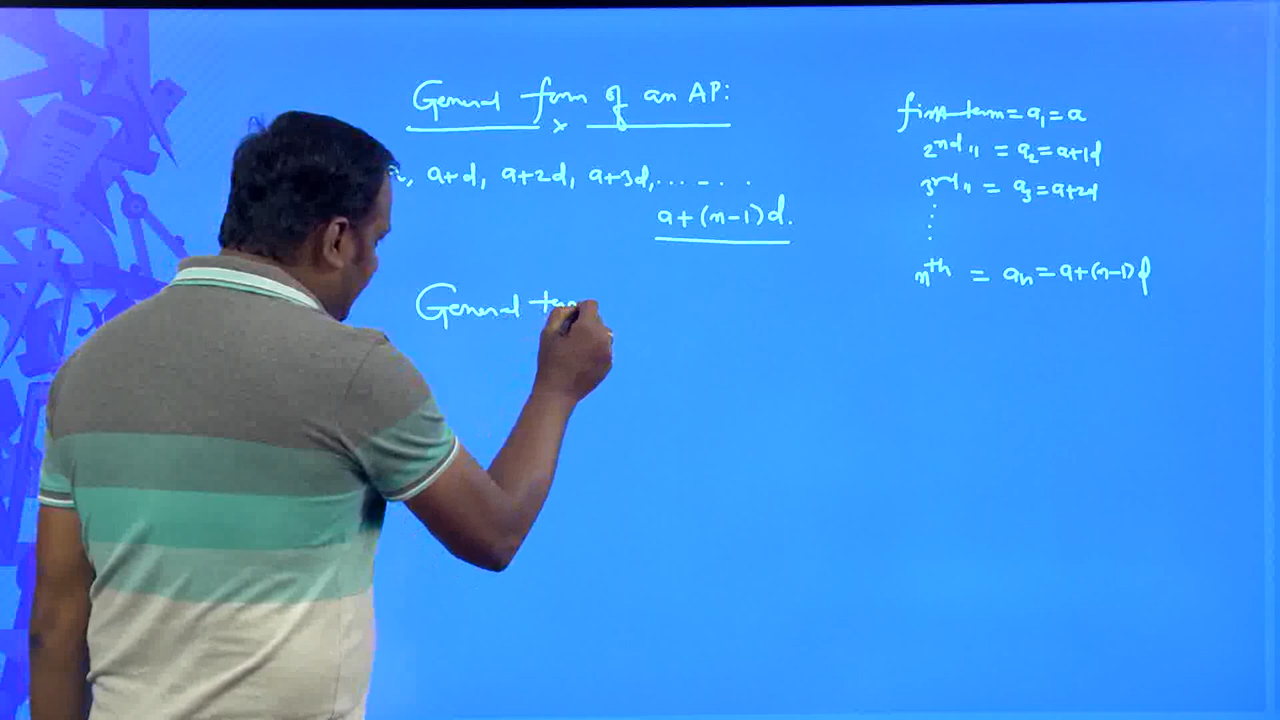 General form of an AP:
x
, a+d, a+2d, a+3d, ... - . .
a+(n-1)d.
General
first term = a₁ = a
2nd " = a₂ = a+1d
3rd " = a₃ = a+2d
⋮
nth = aₙ = a+(n-1)